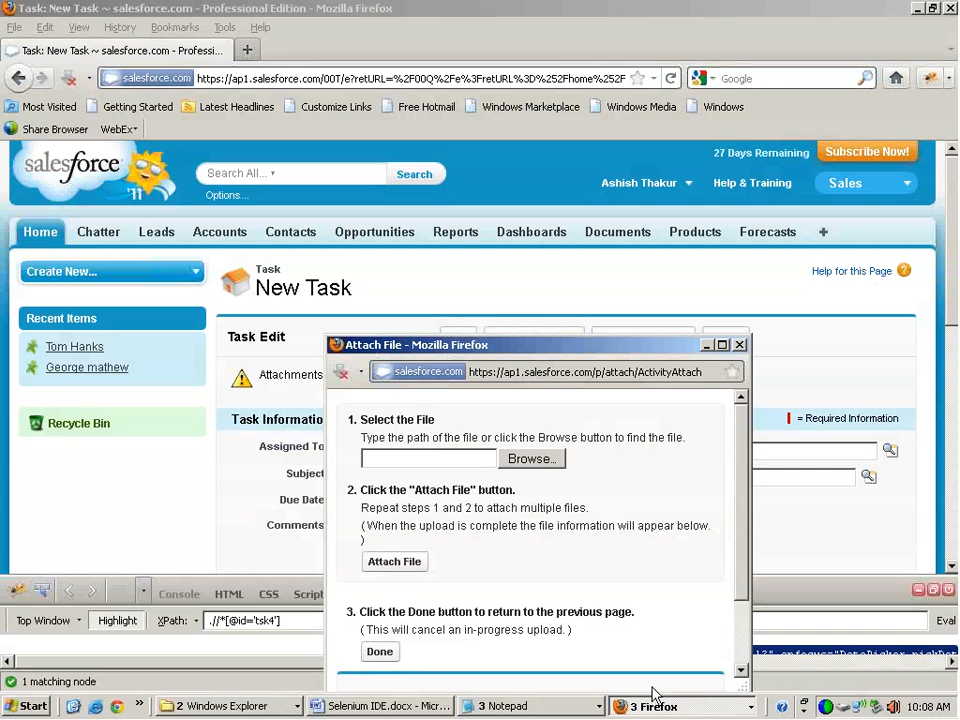 Task: New Task ~ salesforce.com - Professional Edition - Mozilla Firefox
File Edit View History Bookmarks Tools Help
Task: New Task ~ salesforce.com - Professi...
salesforce.com https://ap1.salesforce.com/00T/e?retURL=%2F00Q%2Fe%3FretURL%3D%252Fhome%252F Google
Most Visited Getting Started Latest Headlines Customize Links Free Hotmail Windows Marketplace Windows Media Windows
Share Browser WebEx
salesforce '11
Search All...
Search
Options...
27 Days Remaining Subscribe Now!
Ashish Thakur Help & Training Sales
Home Chatter Leads Accounts Contacts Opportunities Reports Dashboards Documents Products Forecasts +
Create New...
Task
New Task
Help for this Page
Recent Items
Tom Hanks
George mathew
Recycle Bin
Task Edit
Attachments
Task Informatio
= Required Information
Assigned To
Subject
Due Date
Comments
Attach File - Mozilla Firefox
salesforce.com https://ap1.salesforce.com/p/attach/ActivityAttach
1. Select the File
Type the path of the file or click the Browse button to find the file.
Browse...
2. Click the "Attach File" button.
Repeat steps 1 and 2 to attach multiple files.
(When the upload is complete the file information will appear below.
)
Attach File
3. Click the Done button to return to the previous page.
(This will cancel an in-progress upload. )
Done
Console HTML CSS Script
Top Window Highlight XPath: .//*[@id='tsk4'] Eval
1 matching node
Start 2 Windows Explorer Selenium IDE.docx - Micr... 3 Notepad 3 Firefox 10:08 AM